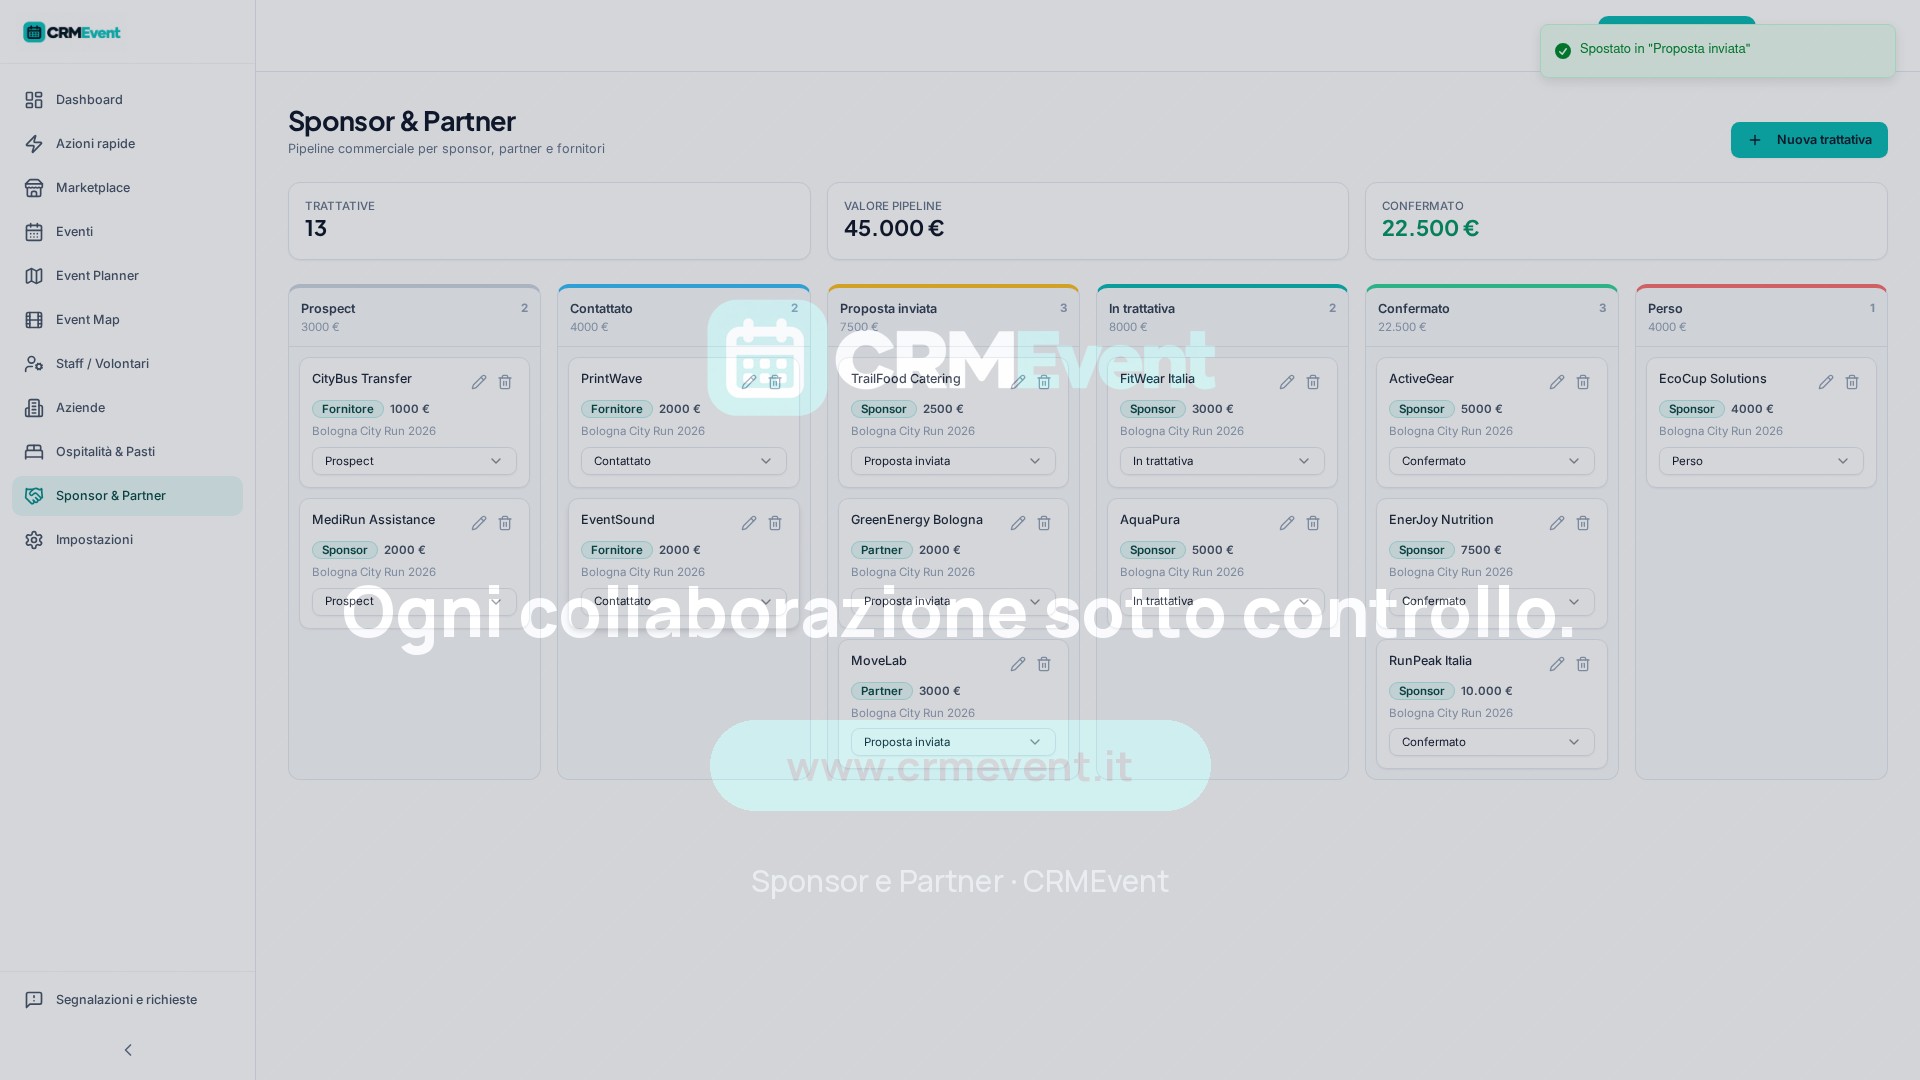 CRMEvent
Dashboard
Azioni rapide
Marketplace
Eventi
Event Planner
Event Map
Staff / Volontari
Aziende
Ospitalità & Pasti
Sponsor & Partner
Impostazioni
Segnalazioni e richieste
Spostato in "Proposta inviata"
Sponsor & Partner
Pipeline commerciale per sponsor, partner e fornitori
+ Nuova trattativa
TRATTATIVE
13
VALORE PIPELINE
45.000 €
CONFERMATO
22.500 €
Prospect 2
3000 €
CityBus Transfer
Fornitore 1000 €
Bologna City Run 2026
Prospect
MediRun Assistance
Sponsor 2000 €
Bologna City Run 2026
Prospect
Contattato 2
4000 €
PrintWave
Fornitore 2000 €
Bologna City Run 2026
Contattato
EventSound
Fornitore 2000 €
Bologna City Run 2026
Contattato
Proposta inviata 3
7500 €
TrailFood Catering
Sponsor 2500 €
Bologna City Run 2026
Proposta inviata
GreenEnergy Bologna
Partner 2000 €
Bologna City Run 2026
Proposta inviata
MoveLab
Partner 3000 €
Bologna City Run 2026
Proposta inviata
In trattativa 2
8000 €
FitWear Italia
Sponsor 3000 €
Bologna City Run 2026
In trattativa
AquaPura
Sponsor 5000 €
Bologna City Run 2026
In trattativa
Confermato 3
22.500 €
ActiveGear
Sponsor 5000 €
Bologna City Run 2026
Confermato
EnerJoy Nutrition
Sponsor 7500 €
Bologna City Run 2026
Confermato
RunPeak Italia
Sponsor 10.000 €
Bologna City Run 2026
Confermato
Perso 1
4000 €
EcoCup Solutions
Sponsor 4000 €
Bologna City Run 2026
Perso
CRMEvent
Ogni collaborazione sotto controllo.
www.crmevent.it
Sponsor e Partner · CRMEvent